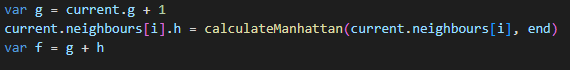 var g = current.g + 1
current.neighbours[i].h = calculateManhattan(current.neighbours[i], end)
var f = g + h